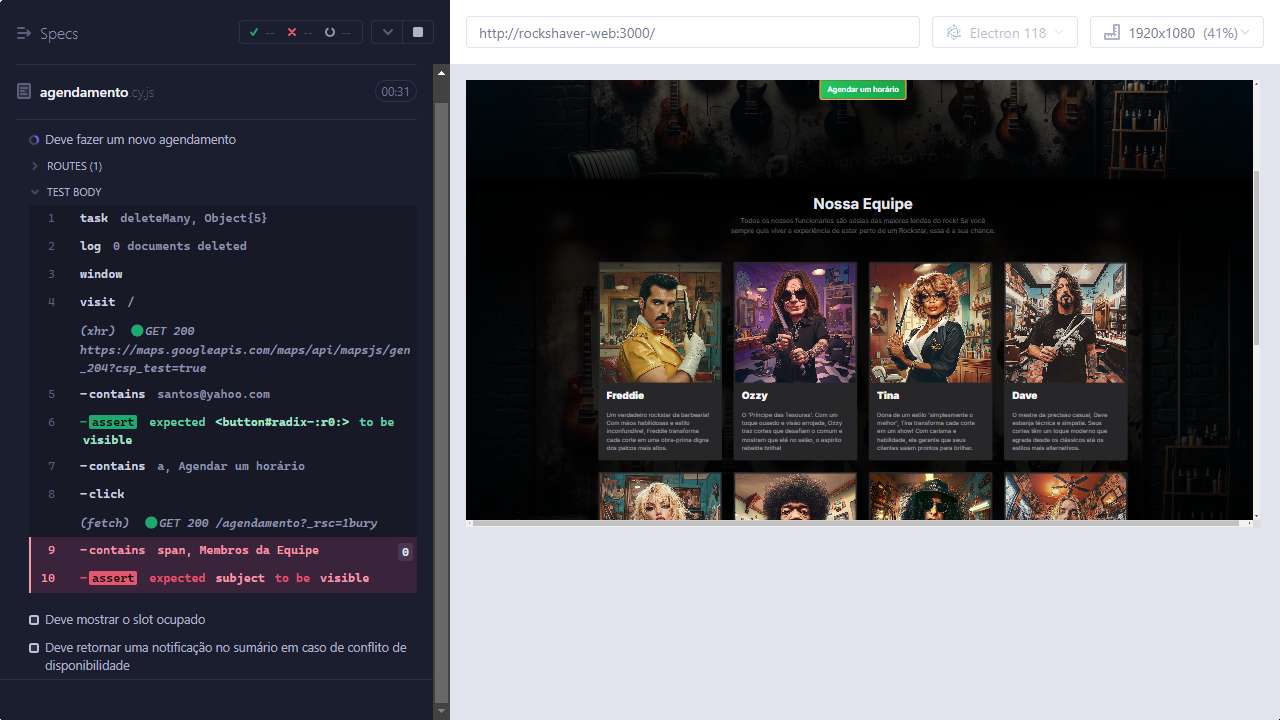 Specs
--
--
--
http://rockshaver-web:3000/
Electron 118
1920x1080 (41%)
agendamento.cy.js
00:31
Deve fazer um novo agendamento
ROUTES (1)
TEST BODY
1 task deleteMany, Object{5}
2 log 0 documents deleted
3 window
4 visit /
(xhr) GET 200
https://maps.googleapis.com/maps/api/mapsjs/gen
_204?csp_test=true
5 -contains santos@yahoo.com
6 -assert expected <button#radix-:r0:> to be
visible
7 -contains a, Agendar um horário
8 -click
(fetch) GET 200 /agendamento?_rsc=1bury
9 -contains span, Membros da Equipe 0
10 -assert expected subject to be visible
Deve mostrar o slot ocupado
Deve retornar uma notificação no sumário em caso de conflito de
disponibilidade
Agendar um horário
Nossa Equipe
Todos os nossos funcionarios são sósias das maiores lendas do rock! Se você
sempre quis viver a experiência de estar perto de um Rockstar, essa é a sua chance.
Freddie
Um verdadeiro rockstar da barbearia!
Com mãos habilidosas e estilo
inconfundível, Freddie transforma
cada corte em uma obra-prima digna
dos palcos mais altos.
Ozzy
O 'Príncipe das Tesouras'. Com um
toque ousado e visão arrojada, Ozzy
traz cortes que desafiam o comum e
mostram que até no salão, o espírito
rebelde brilha!
Tina
Dona de um estilo 'simplesmente o
melhor', Tina transforma cada corte
em um show! Com carisma e
habilidade, ela garante que seus
clientes saiam prontos para brilhar.
Dave
O mestre da precisão casual, Dave
esbanja técnica e simpatia. Seus
cortes têm um toque moderno que
agrada desde os clássicos até os
estilos mais alternativos.